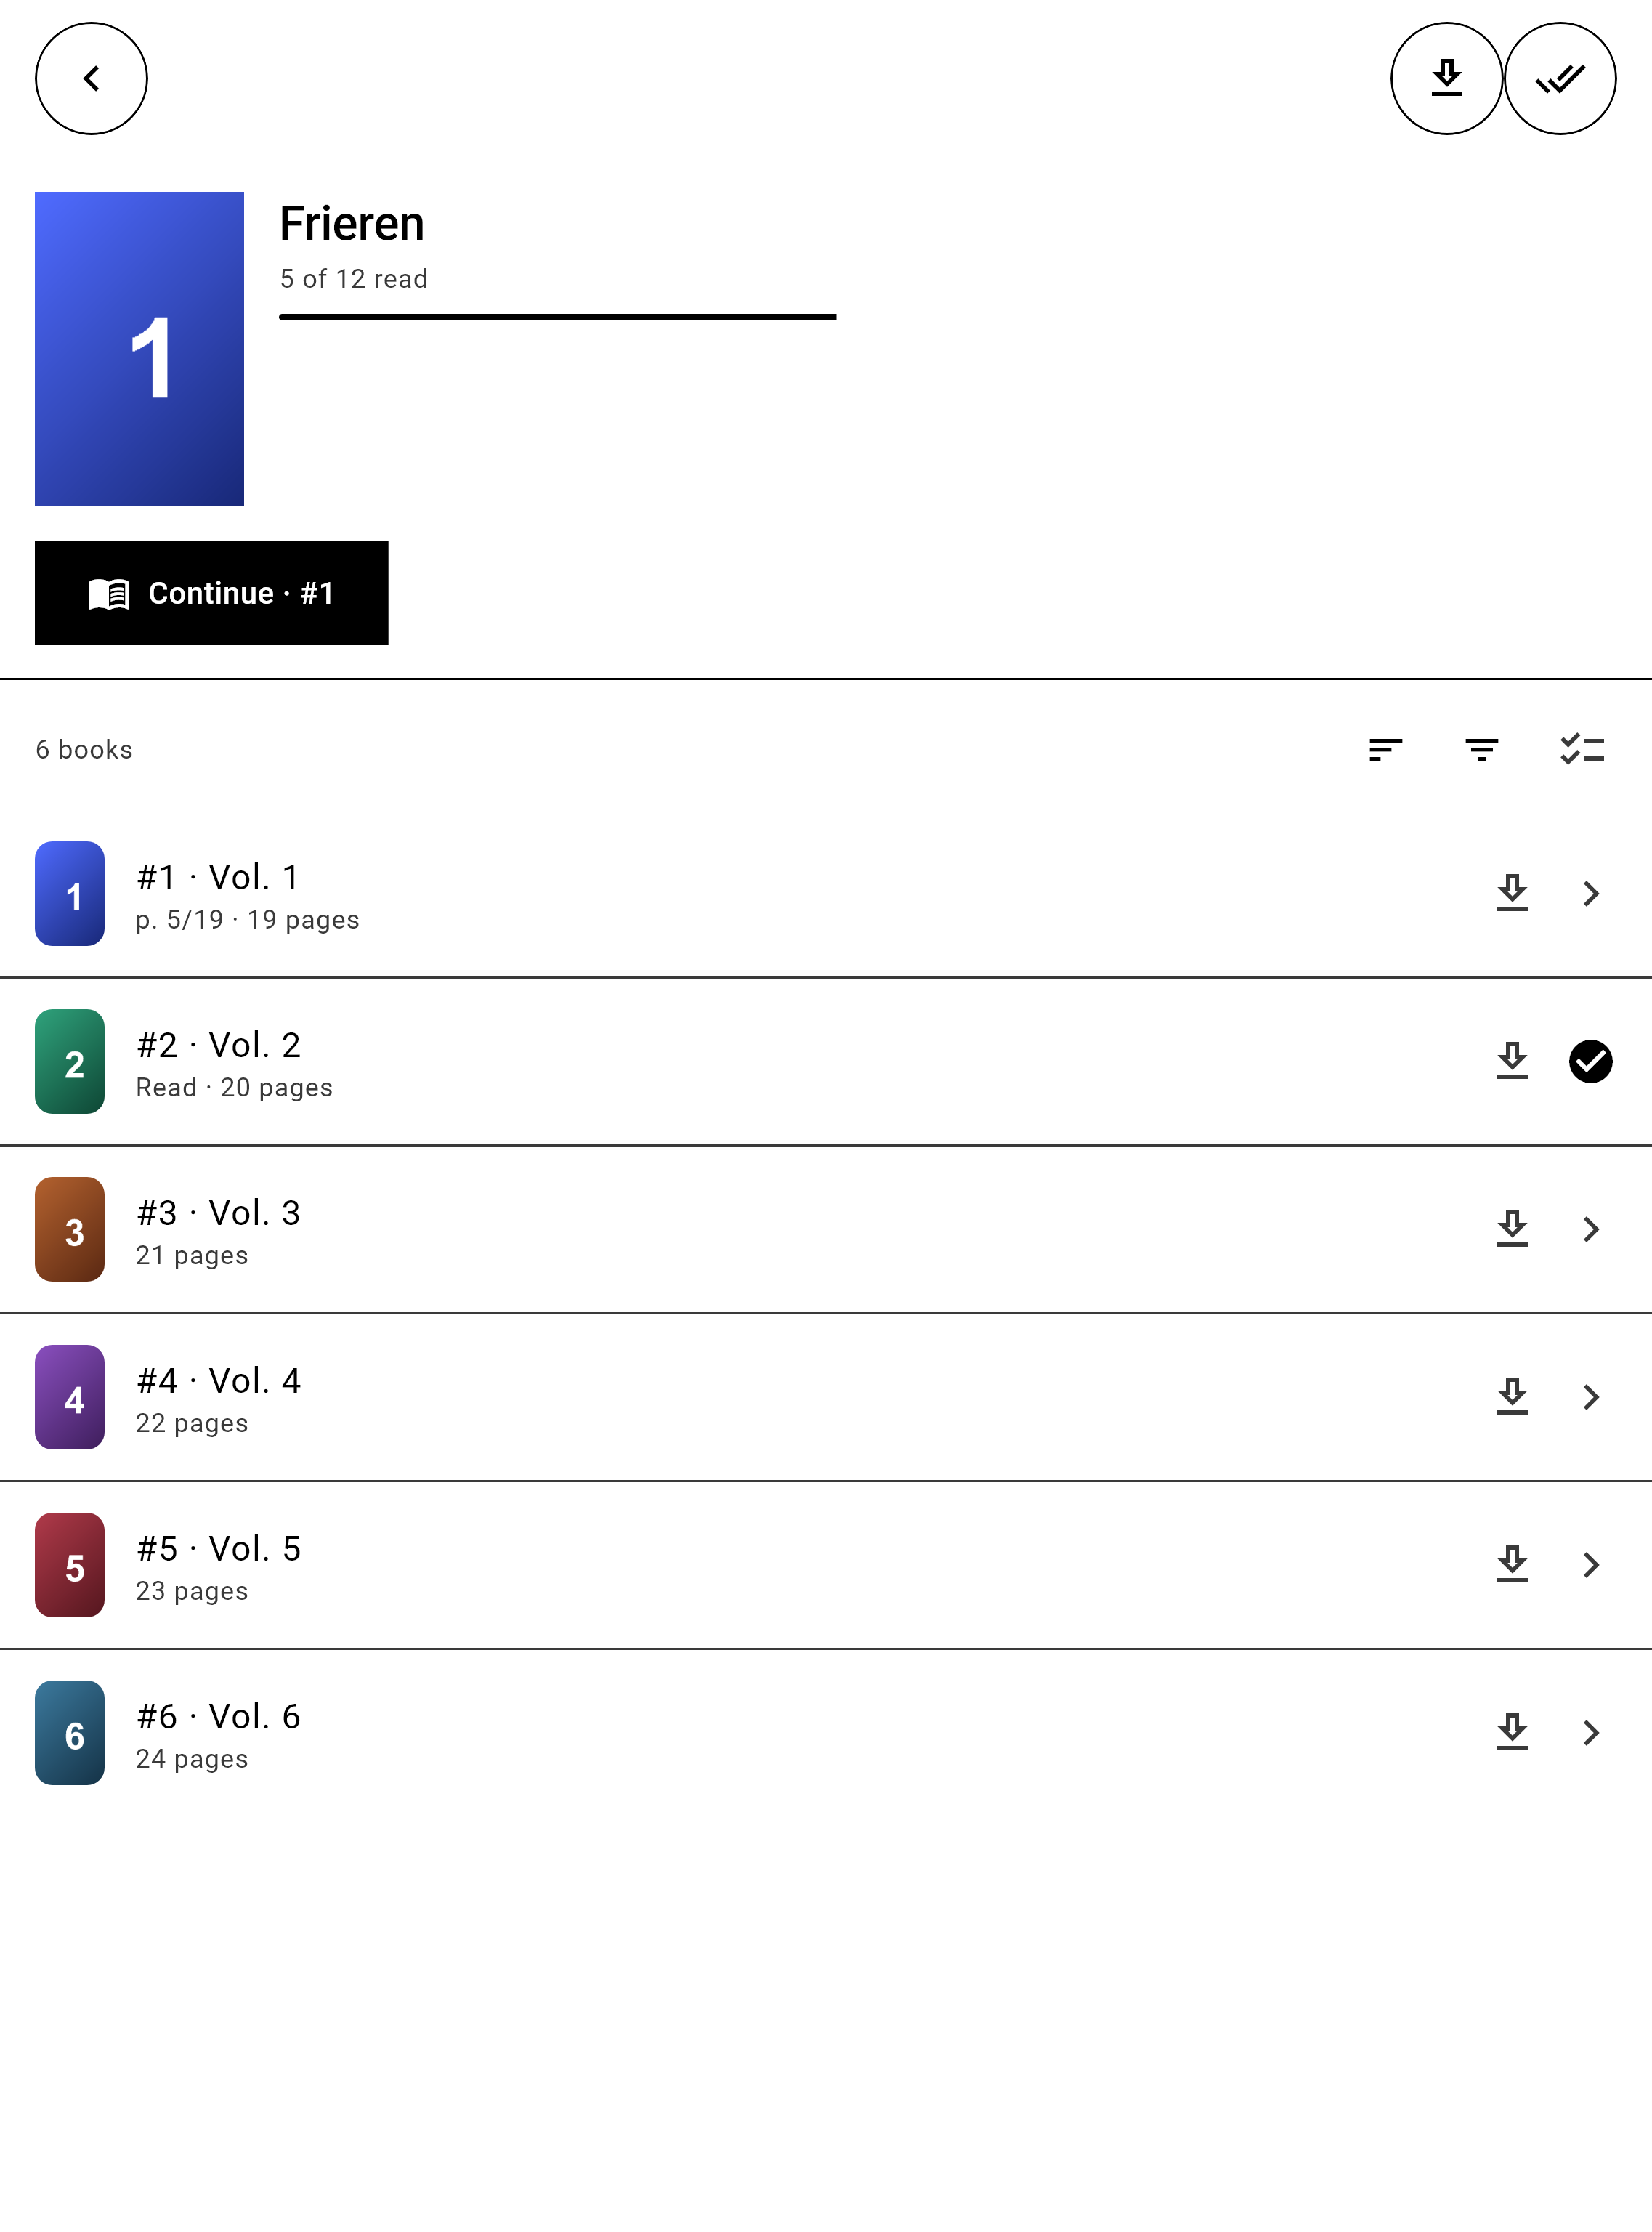 1
Frieren
5 of 12 read
Continue · #1
6 books
1
#1 · Vol. 1
p. 5/19 · 19 pages
2
#2 · Vol. 2
Read · 20 pages
3
#3 · Vol. 3
21 pages
4
#4 · Vol. 4
22 pages
5
#5 · Vol. 5
23 pages
6
#6 · Vol. 6
24 pages